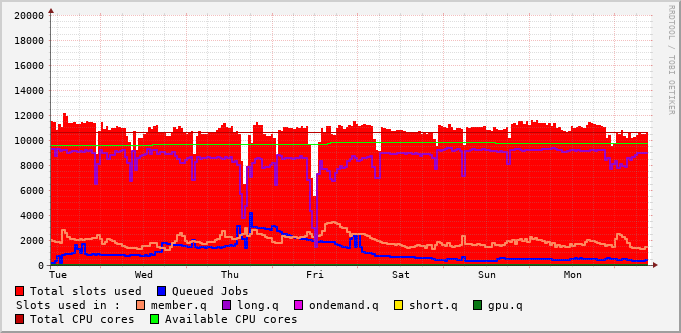 20000
18000
16000
14000
12000
10000
8000
6000
4000
2000
0
Tue Wed Thu Fri Sat Sun Mon
Total slots used Queued Jobs
Slots used in : member.q long.q ondemand.q short.q gpu.q
Total CPU cores Available CPU cores
RRDTOOL / TOBI OETIKER